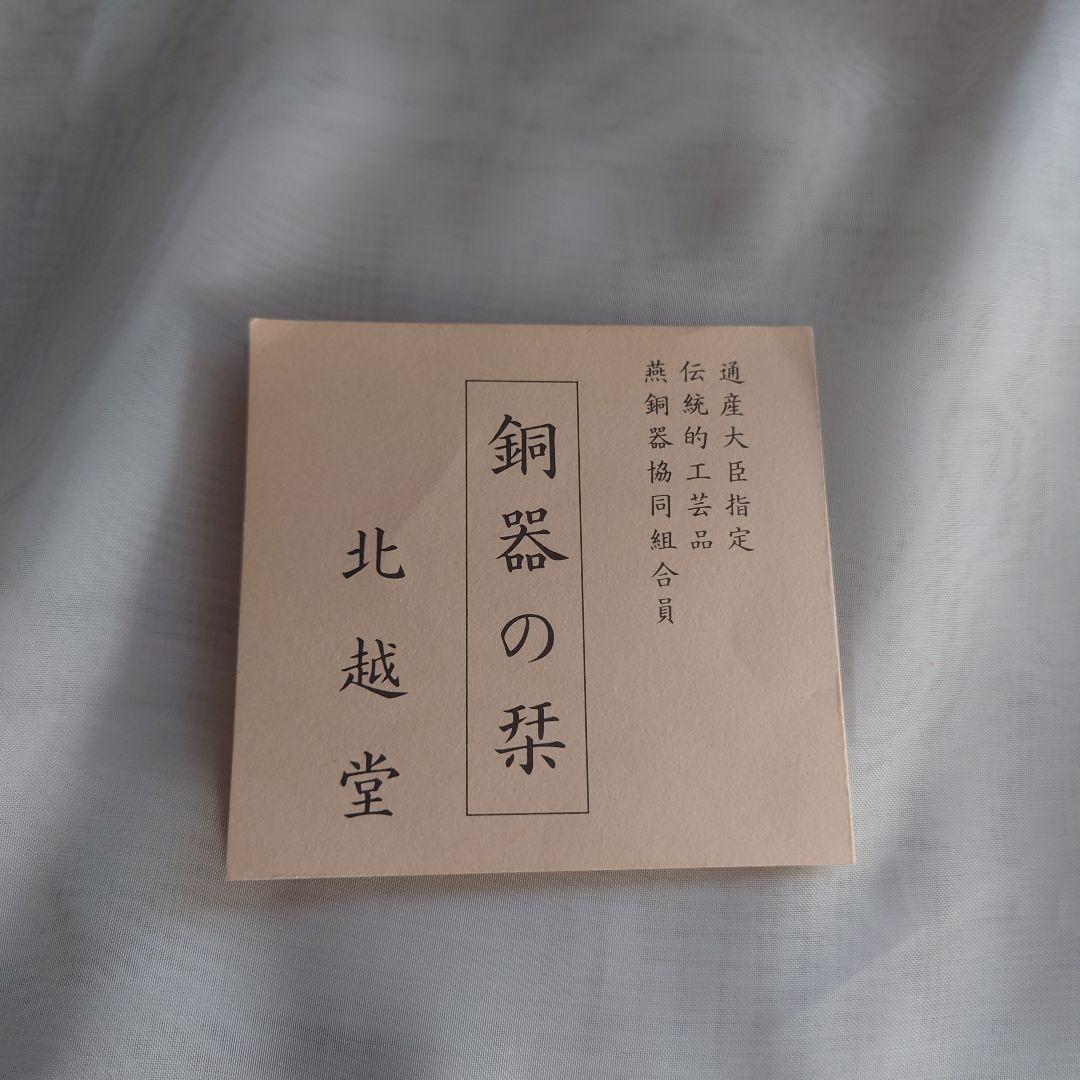 通産大臣指定
伝統的工芸品
燕銅器協同組合員
銅器の栞
北越堂